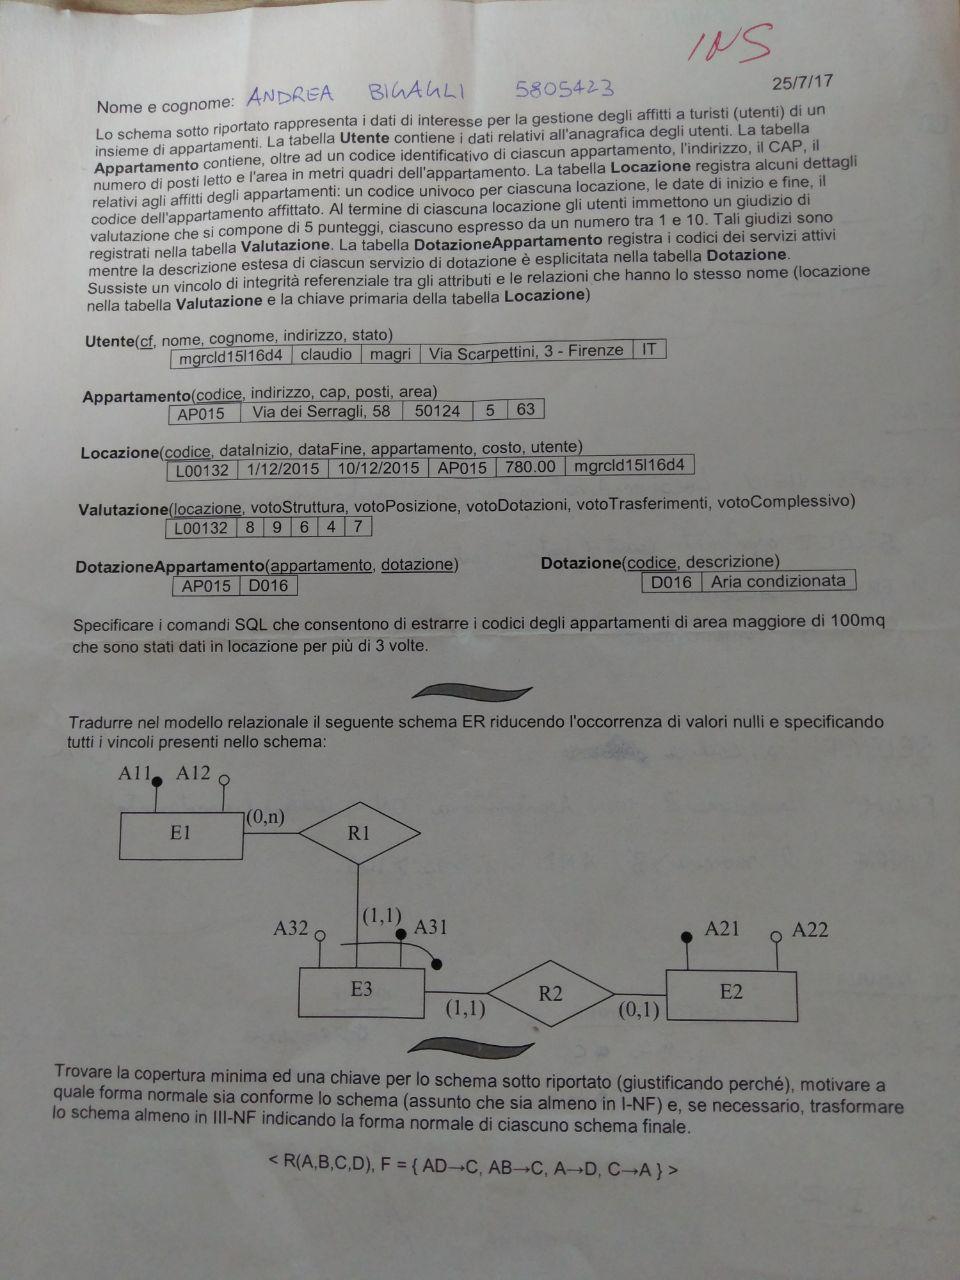 INS
Nome e cognome: ANDREA BIGAGLI 5805423 25/7/17
Lo schema sotto riportato rappresenta i dati di interesse per la gestione degli affitti a turisti (utenti) di un
insieme di appartamenti. La tabella Utente contiene i dati relativi all'anagrafica degli utenti. La tabella
Appartamento contiene, oltre ad un codice identificativo di ciascun appartamento, l'indirizzo, il CAP, il
numero di posti letto e l'area in metri quadri dell'appartamento. La tabella Locazione registra alcuni dettagli
relativi agli affitti degli appartamenti: un codice univoco per ciascuna locazione, le date di inizio e fine, il
codice dell'appartamento affittato. Al termine di ciascuna locazione gli utenti immettono un giudizio di
valutazione che si compone di 5 punteggi, ciascuno espresso da un numero tra 1 e 10. Tali giudizi sono
registrati nella tabella Valutazione. La tabella DotazioneAppartamento registra i codici dei servizi attivi
mentre la descrizione estesa di ciascun servizio di dotazione è esplicitata nella tabella Dotazione.
Sussiste un vincolo di integrità referenziale tra gli attributi e le relazioni che hanno lo stesso nome (locazione
nella tabella Valutazione e la chiave primaria della tabella Locazione)
Utente(cf, nome, cognome, indirizzo, stato)
mgrcld15l16d4 claudio magri Via Scarpettini, 3 - Firenze IT
Appartamento(codice, indirizzo, cap, posti, area)
AP015 Via dei Serragli, 58 50124 5 63
Locazione(codice, dataInizio, dataFine, appartamento, costo, utente)
L00132 1/12/2015 10/12/2015 AP015 780.00 mgrcld15l16d4
Valutazione(locazione, votoStruttura, votoPosizione, votoDotazioni, votoTrasferimenti, votoComplessivo)
L00132 8 9 6 4 7
DotazioneAppartamento(appartamento, dotazione) Dotazione(codice, descrizione)
AP015 D016 D016 Aria condizionata
Specificare i comandi SQL che consentono di estrarre i codici degli appartamenti di area maggiore di 100mq
che sono stati dati in locazione per più di 3 volte.
Tradurre nel modello relazionale il seguente schema ER riducendo l'occorrenza di valori nulli e specificando
tutti i vincoli presenti nello schema:
A11 A12
E1 (0,n) R1
(1,1)
A32 A31 A21 A22
E3 (1,1) R2 (0,1) E2
Trovare la copertura minima ed una chiave per lo schema sotto riportato (giustificando perché), motivare a
quale forma normale sia conforme lo schema (assunto che sia almeno in I-NF) e, se necessario, trasformare
lo schema almeno in III-NF indicando la forma normale di ciascuno schema finale.
< R(A,B,C,D), F = { AD→C, AB→C, A→D, C→A } >